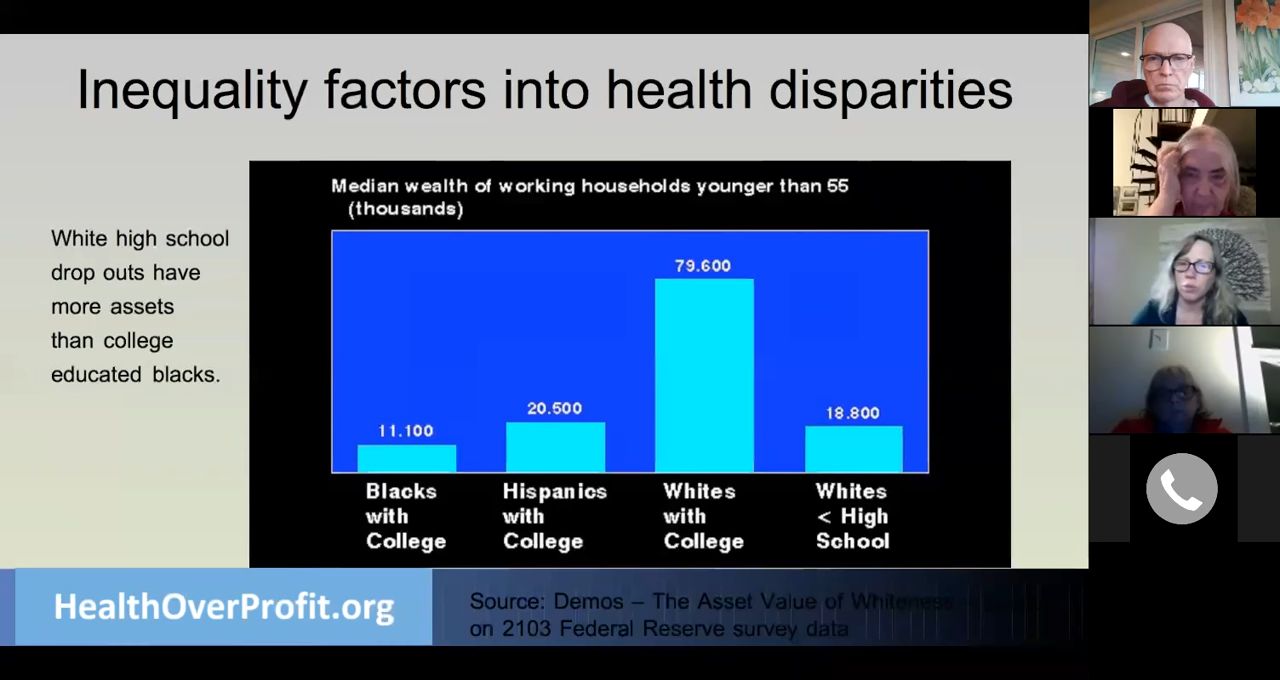 Inequality factors into health disparities
White high school
drop outs have
more assets
than college
educated blacks.
Median wealth of working households younger than 55
(thousands)
11.100
20.500
79.600
18.800
Blacks
with
College
Hispanics
with
College
Whites
with
College
Whites
< High
School
HealthOverProfit.org
Source: Demos – The Asset Value of Whiteness –
on 2103 Federal Reserve survey data